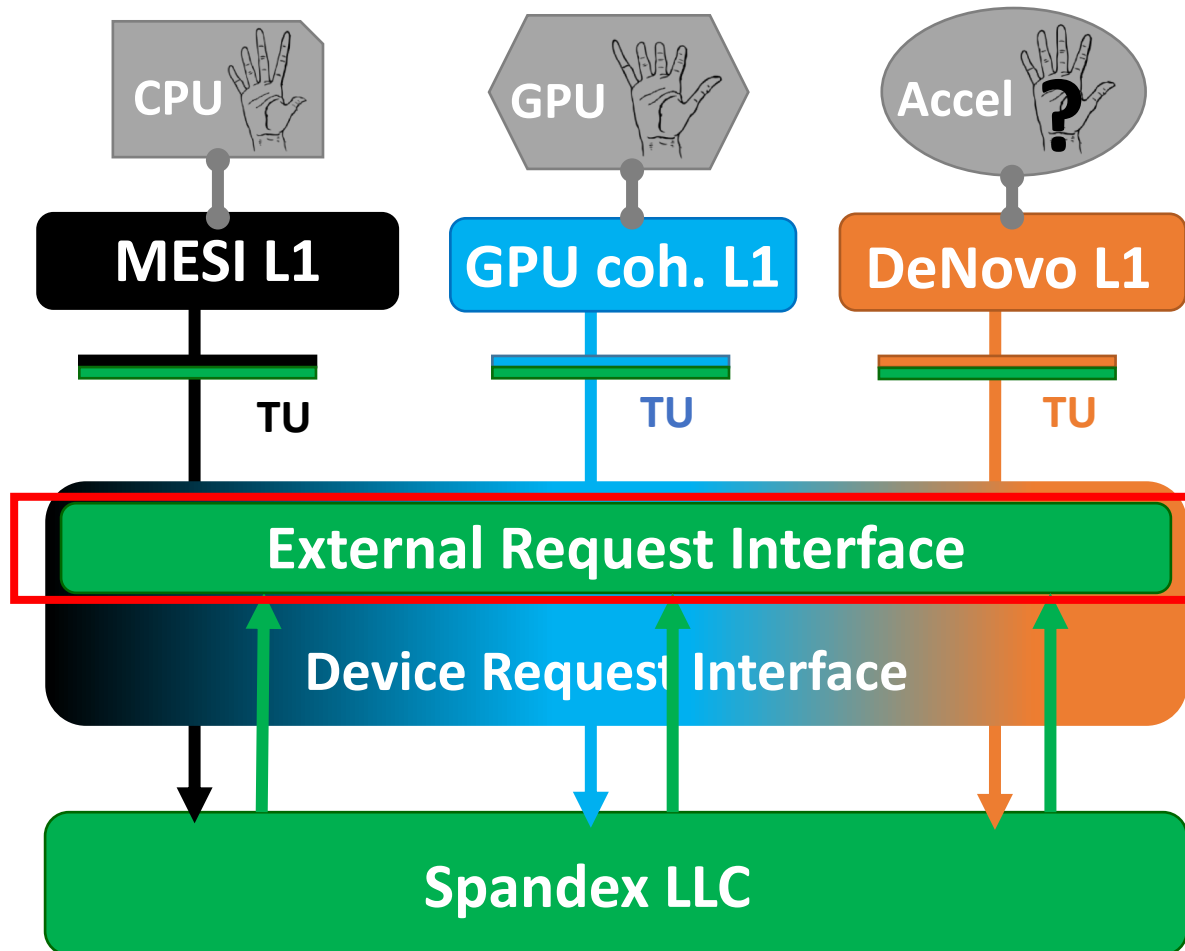 CPU
GPU
Accel
?
MESI L1
GPU coh. L1
DeNovo L1
TU
TU
TU
External Request Interface
Device Request Interface
Spandex LLC